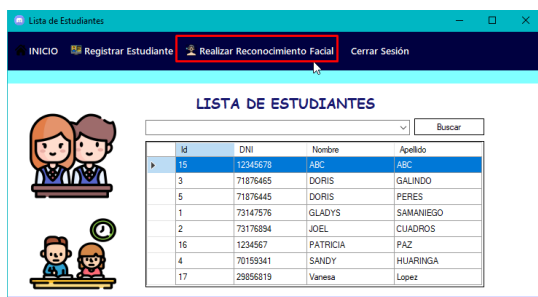 Lista de Estudiantes
INICIO Registrar Estudiante Realizar Reconocimiento Facial Cerrar Sesión
LISTA DE ESTUDIANTES
Buscar
Id DNI Nombre Apellido
15 12345678 ABC ABC
3 71876465 DORIS GALINDO
5 71876445 DORIS PERES
1 73147576 GLADYS SAMANIEGO
2 73176894 JOEL CUADROS
16 1234567 PATRICIA PAZ
4 70159341 SANDY HUARINGA
17 29856819 Vanesa Lopez